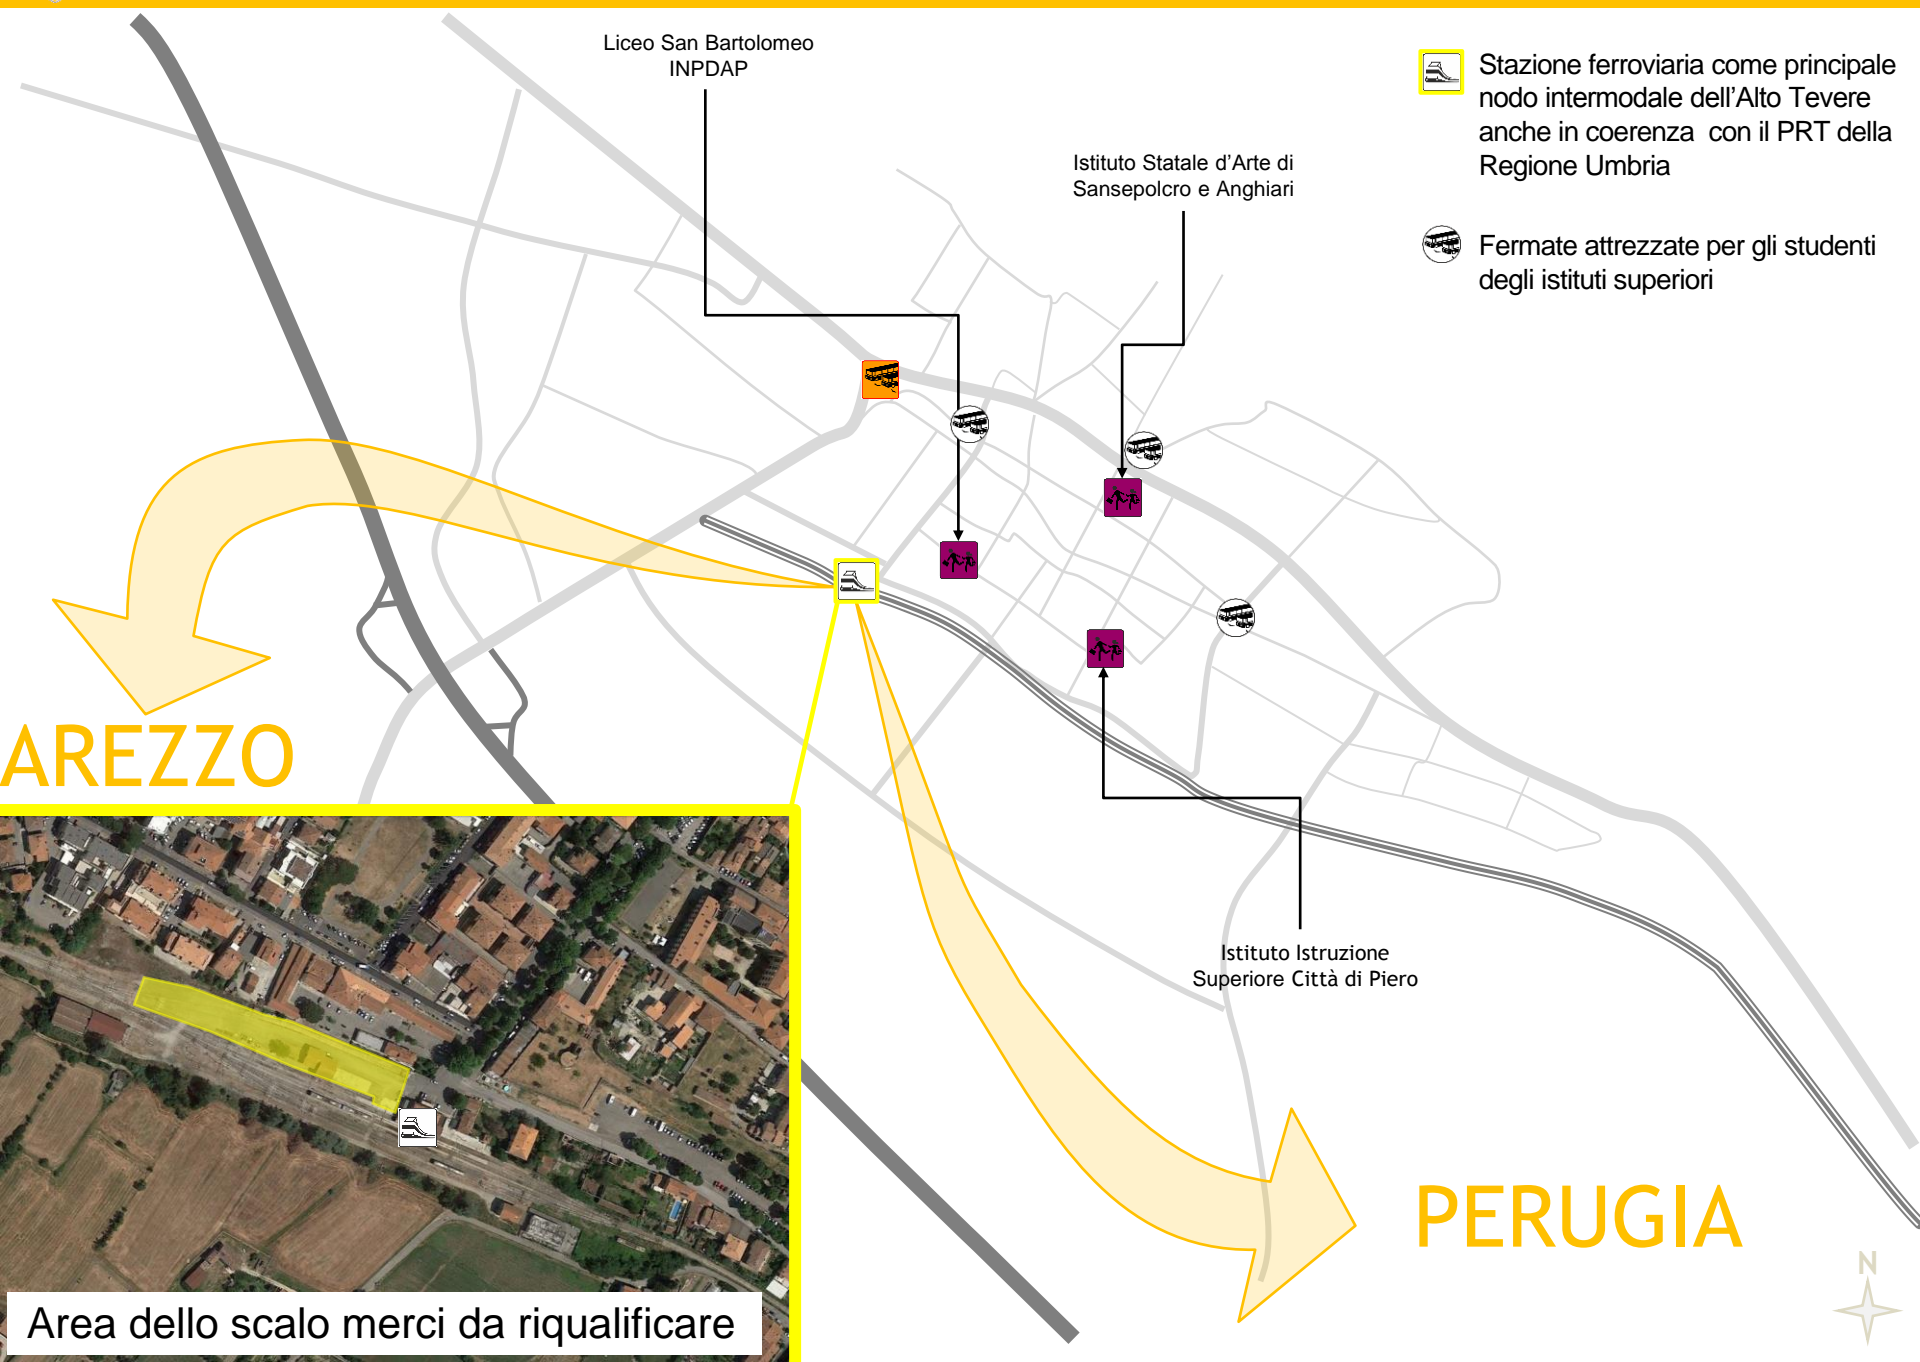 Liceo San Bartolomeo
INPDAP
Stazione ferroviaria come principale
nodo intermodale dell’Alto Tevere
anche in coerenza  con il PRT della
Regione Umbria
Istituto Statale d’Arte di
Sansepolcro e Anghiari
Fermate attrezzate per gli studenti
degli istituti superiori
AREZZO
Istituto Istruzione
Superiore Città di Piero
PERUGIA
N
Area dello scalo merci da riqualificare